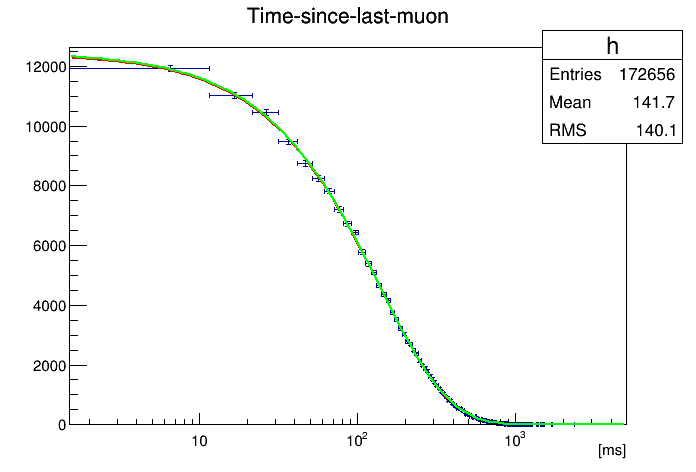 Time-since-last-muon
h
Entries 172656
Mean 141.7
RMS 140.1
12000
10000
8000
6000
4000
2000
0
10
10²
10³
[ms]